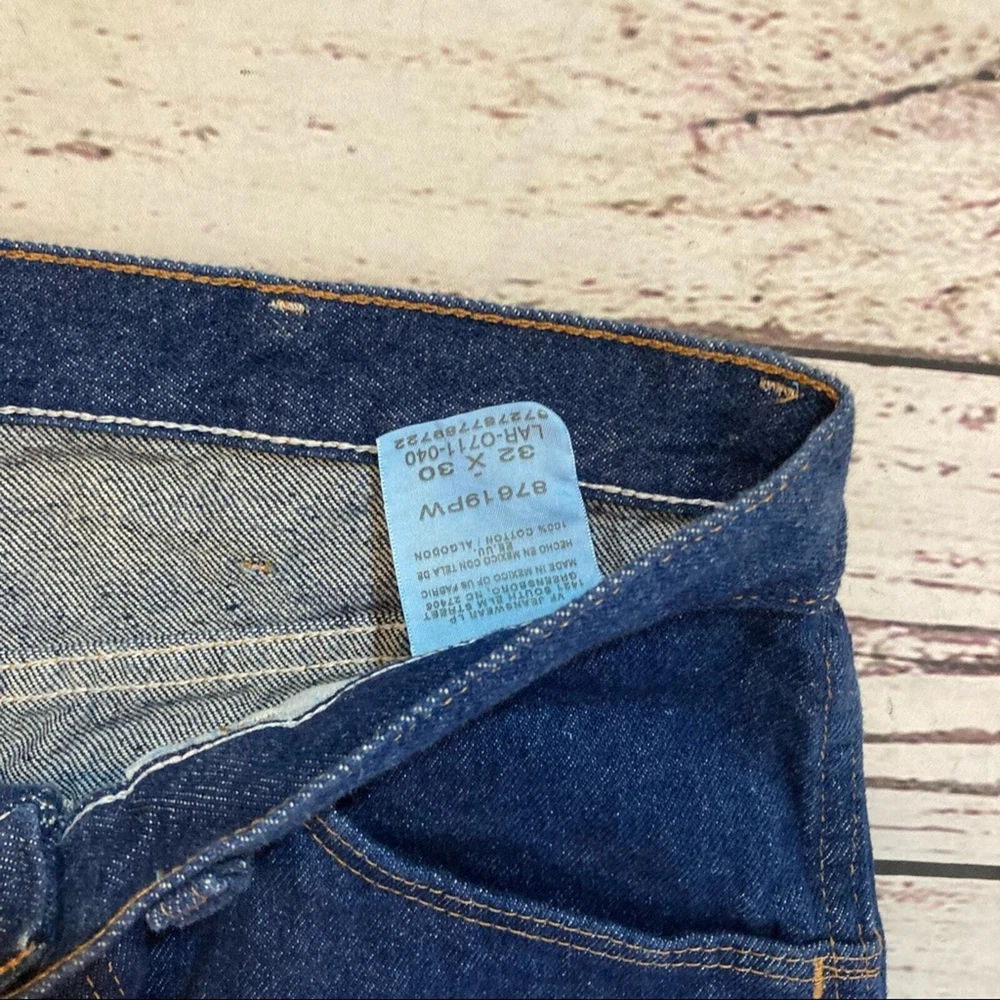 VF JEANSWEAR LP
1421 SOUTH ELM STREET
GREENSBORO, NC 27406
MADE IN MEXICO OF US FABRIC
HECHO EN MEXICO CON TELA DE
EE.UU.
100% COTTON / ALGODON
87619PW
32 X 30
LAR-0711-040